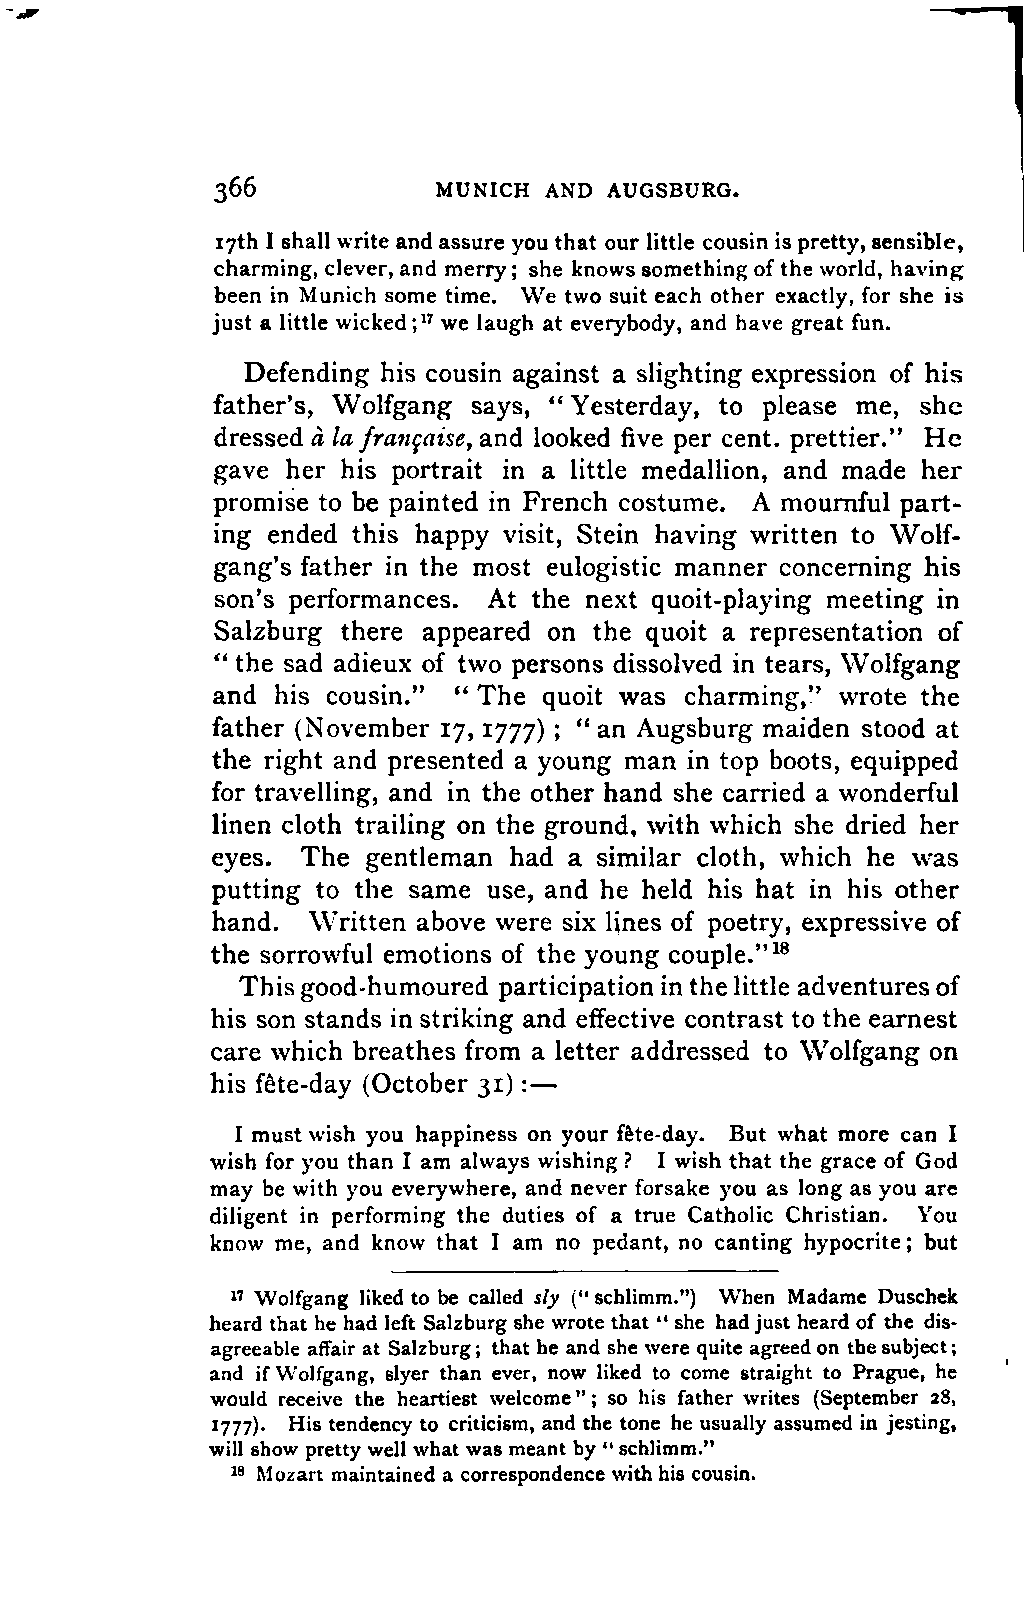 366 MUNICH AND AUGSBURG.
17th I shall write and assure you that our little cousin is pretty, sensible,
charming, clever, and merry; she knows something of the world, having
been in Munich some time. We two suit each other exactly, for she is
just a little wicked;¹⁷ we laugh at everybody, and have great fun.
Defending his cousin against a slighting expression of his
father's, Wolfgang says, "Yesterday, to please me, she
dressed à la française, and looked five per cent. prettier." He
gave her his portrait in a little medallion, and made her
promise to be painted in French costume. A mournful part-
ing ended this happy visit, Stein having written to Wolf-
gang's father in the most eulogistic manner concerning his
son's performances. At the next quoit-playing meeting in
Salzburg there appeared on the quoit a representation of
"the sad adieux of two persons dissolved in tears, Wolfgang
and his cousin." "The quoit was charming," wrote the
father (November 17, 1777); "an Augsburg maiden stood at
the right and presented a young man in top boots, equipped
for travelling, and in the other hand she carried a wonderful
linen cloth trailing on the ground, with which she dried her
eyes. The gentleman had a similar cloth, which he was
putting to the same use, and he held his hat in his other
hand. Written above were six lines of poetry, expressive of
the sorrowful emotions of the young couple."¹⁸
This good-humoured participation in the little adventures of
his son stands in striking and effective contrast to the earnest
care which breathes from a letter addressed to Wolfgang on
his fête-day (October 31):—
I must wish you happiness on your fête-day. But what more can I
wish for you than I am always wishing? I wish that the grace of God
may be with you everywhere, and never forsake you as long as you are
diligent in performing the duties of a true Catholic Christian. You
know me, and know that I am no pedant, no canting hypocrite; but
¹⁷ Wolfgang liked to be called sly ("schlimm.") When Madame Duschek
heard that he had left Salzburg she wrote that "she had just heard of the dis-
agreeable affair at Salzburg; that he and she were quite agreed on the subject;
and if Wolfgang, slyer than ever, now liked to come straight to Prague, he
would receive the heartiest welcome"; so his father writes (September 28,
1777). His tendency to criticism, and the tone he usually assumed in jesting,
will show pretty well what was meant by "schlimm."
¹⁸ Mozart maintained a correspondence with his cousin.